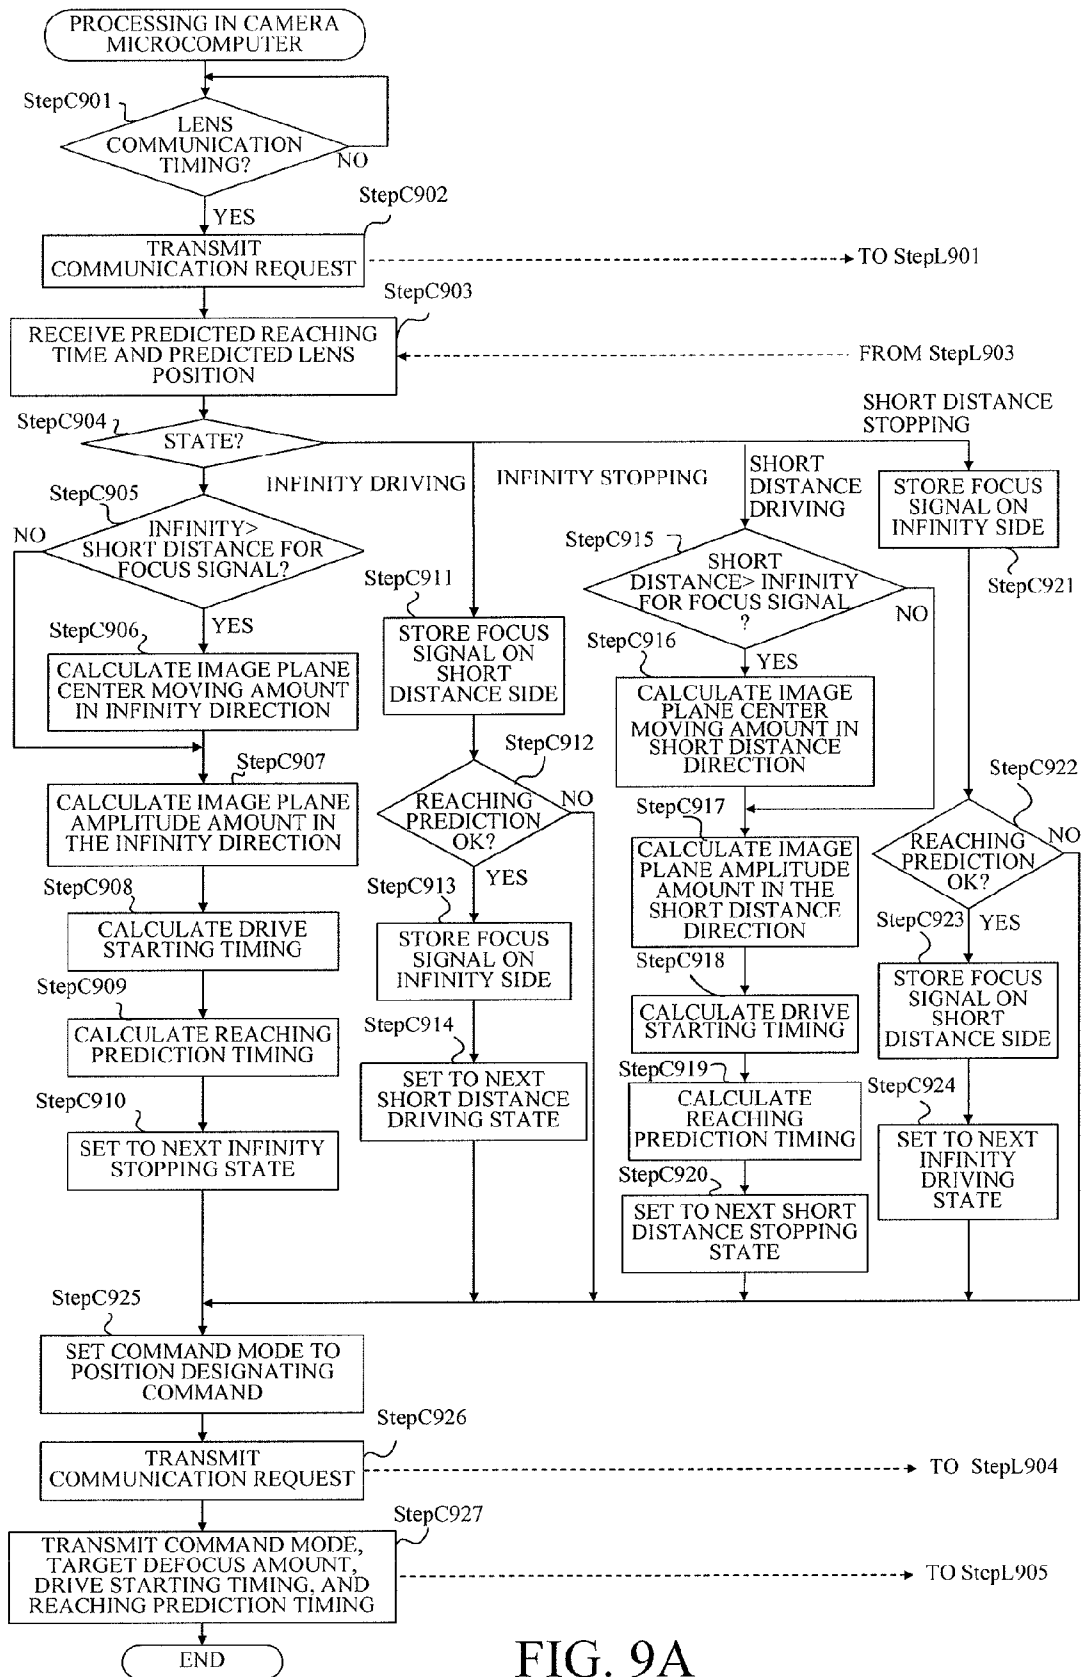 PROCESSING IN CAMERA
MICROCOMPUTER
StepC901
LENS
COMMUNICATION
TIMING?
NO
YES
StepC902
TRANSMIT
COMMUNICATION REQUEST
TO StepL901
StepC903
RECEIVE PREDICTED REACHING
TIME AND PREDICTED LENS
POSITION
FROM StepL903
StepC904
STATE?
INFINITY DRIVING
INFINITY STOPPING
SHORT
DISTANCE
DRIVING
SHORT DISTANCE
STOPPING
StepC905
INFINITY>
SHORT DISTANCE FOR
FOCUS SIGNAL?
NO
YES
StepC906
CALCULATE IMAGE PLANE
CENTER MOVING AMOUNT
IN INFINITY DIRECTION
StepC907
CALCULATE IMAGE PLANE
AMPLITUDE AMOUNT IN
THE INFINITY DIRECTION
StepC908
CALCULATE DRIVE
STARTING TIMING
StepC909
CALCULATE REACHING
PREDICTION TIMING
StepC910
SET TO NEXT INFINITY
STOPPING STATE
StepC911
STORE FOCUS
SIGNAL ON
SHORT
DISTANCE SIDE
StepC912
REACHING
PREDICTION
OK?
NO
YES
StepC913
STORE FOCUS
SIGNAL ON
INFINITY SIDE
StepC914
SET TO NEXT
SHORT DISTANCE
DRIVING STATE
StepC915
SHORT
DISTANCE> INFINITY
FOR FOCUS SIGNAL
?
NO
YES
StepC916
CALCULATE IMAGE
PLANE CENTER
MOVING AMOUNT IN
SHORT DISTANCE
DIRECTION
StepC917
CALCULATE IMAGE
PLANE AMPLITUDE
AMOUNT IN THE
SHORT DISTANCE
DIRECTION
StepC918
CALCULATE DRIVE
STARTING TIMING
StepC919
CALCULATE
REACHING
PREDICTION TIMING
StepC920
SET TO NEXT SHORT
DISTANCE STOPPING
STATE
STORE FOCUS
SIGNAL ON
INFINITY SIDE
StepC921
StepC922
REACHING
PREDICTION
OK?
NO
YES
StepC923
STORE FOCUS
SIGNAL ON
SHORT
DISTANCE SIDE
StepC924
SET TO NEXT
INFINITY
DRIVING
STATE
StepC925
SET COMMAND MODE TO
POSITION DESIGNATING
COMMAND
StepC926
TRANSMIT
COMMUNICATION REQUEST
TO StepL904
StepC927
TRANSMIT COMMAND MODE,
TARGET DEFOCUS AMOUNT,
DRIVE STARTING TIMING, AND
REACHING PREDICTION TIMING
TO StepL905
END
FIG. 9A